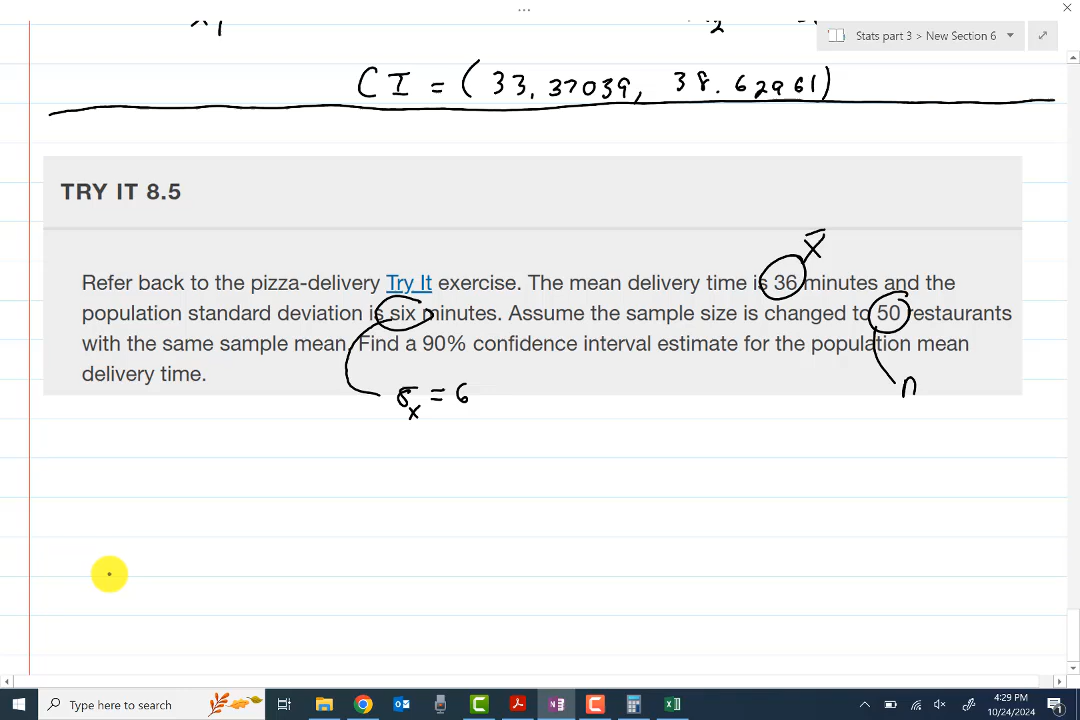 Stats part 3 > New Section 6
CI = (33.37039, 38.62961)
TRY IT 8.5
x̄
Refer back to the pizza-delivery Try It exercise. The mean delivery time is 36 minutes and the
population standard deviation is six minutes. Assume the sample size is changed to 50 restaurants
with the same sample mean. Find a 90% confidence interval estimate for the population mean
delivery time.
σx = 6
n
Type here to search
4:29 PM
10/24/2024